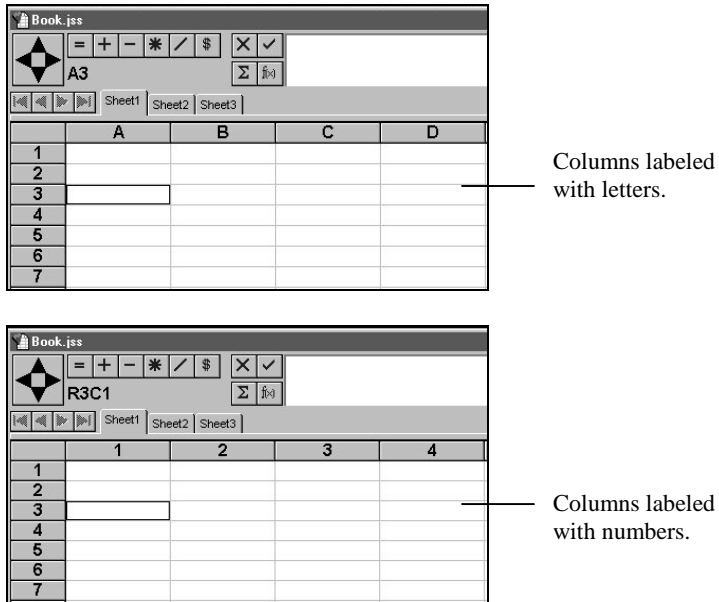 Book.jss
= + − * / $ X ✓
A3 Σ f(x)
Sheet1 Sheet2 Sheet3
A B C D
1
2
3
4
5
6
7
Columns labeled
with letters.
Book.jss
= + − * / $ X ✓
R3C1 Σ f(x)
Sheet1 Sheet2 Sheet3
1 2 3 4
1
2
3
4
5
6
7
Columns labeled
with numbers.